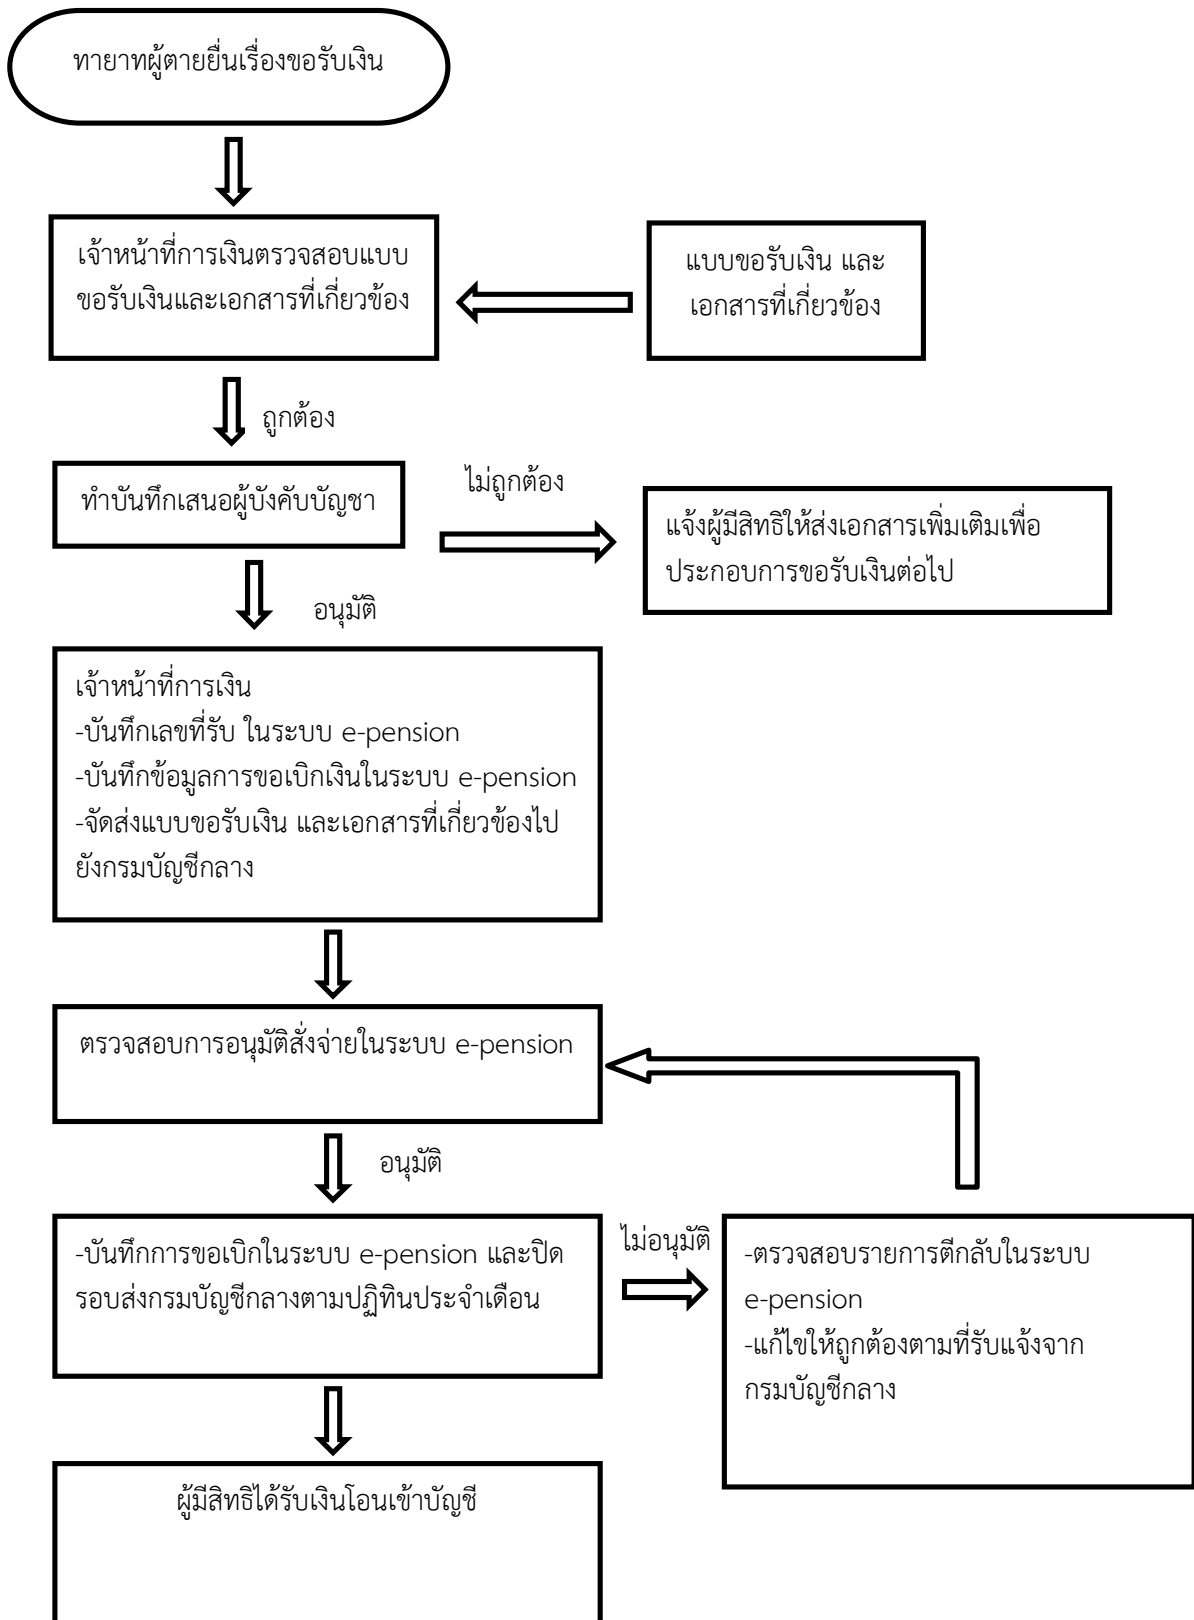 ทายาทผู้ตายยื่นเรื่องขอรับเงิน
เจ้าหน้าที่การเงินตรวจสอบแบบ
ขอรับเงินและเอกสารที่เกี่ยวข้อง
แบบขอรับเงิน และ
เอกสารที่เกี่ยวข้อง
ถูกต้อง
ทำบันทึกเสนอผู้บังคับบัญชา
ไม่ถูกต้อง
แจ้งผู้มีสิทธิให้ส่งเอกสารเพิ่มเติมเพื่อ
ประกอบการขอรับเงินต่อไป
อนุมัติ
เจ้าหน้าที่การเงิน
-บันทึกเลขที่รับ ในระบบ e-pension
-บันทึกข้อมูลการขอเบิกเงินในระบบ e-pension
-จัดส่งแบบขอรับเงิน และเอกสารที่เกี่ยวข้องไป
ยังกรมบัญชีกลาง
ตรวจสอบการอนุมัติสั่งจ่ายในระบบ e-pension
อนุมัติ
-บันทึกการขอเบิกในระบบ e-pension และปิด
รอบส่งกรมบัญชีกลางตามปฏิทินประจำเดือน
ไม่อนุมัติ
-ตรวจสอบรายการตีกลับในระบบ
e-pension
-แก้ไขให้ถูกต้องตามที่รับแจ้งจาก
กรมบัญชีกลาง
ผู้มีสิทธิได้รับเงินโอนเข้าบัญชี